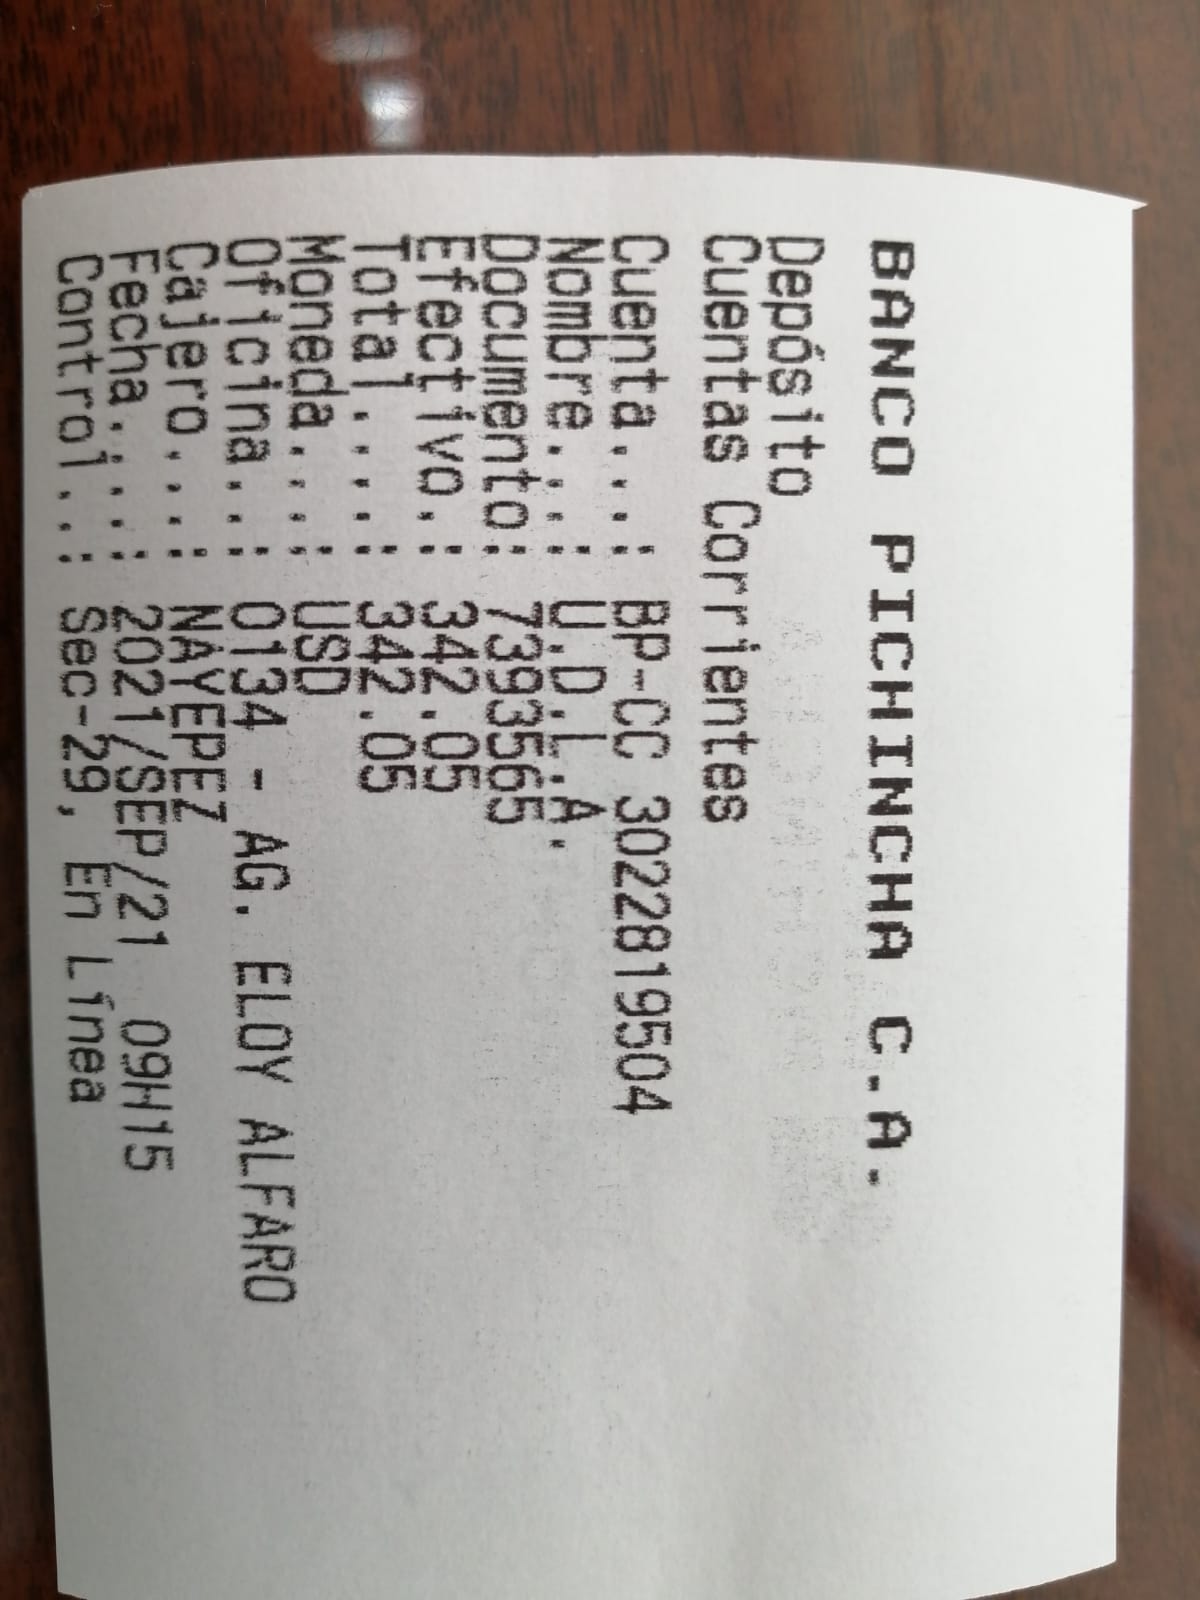 BANCO PICHINCHA C.A.
Depósito
Cuentas Corrientes
Cuenta....: BP-CC 3022819504
Nombre....: U.D.L.A.
Documento: 7393565
Efectivo.: 342.05
Total.....: 342.05
Moneda....: USD
Oficina...: 0134 - AG. ELOY ALFARO
Cajero....: NAYEPEZ
Fecha.....: 2021/SEP/21 09H15
Control...: Sec-29, En Línea